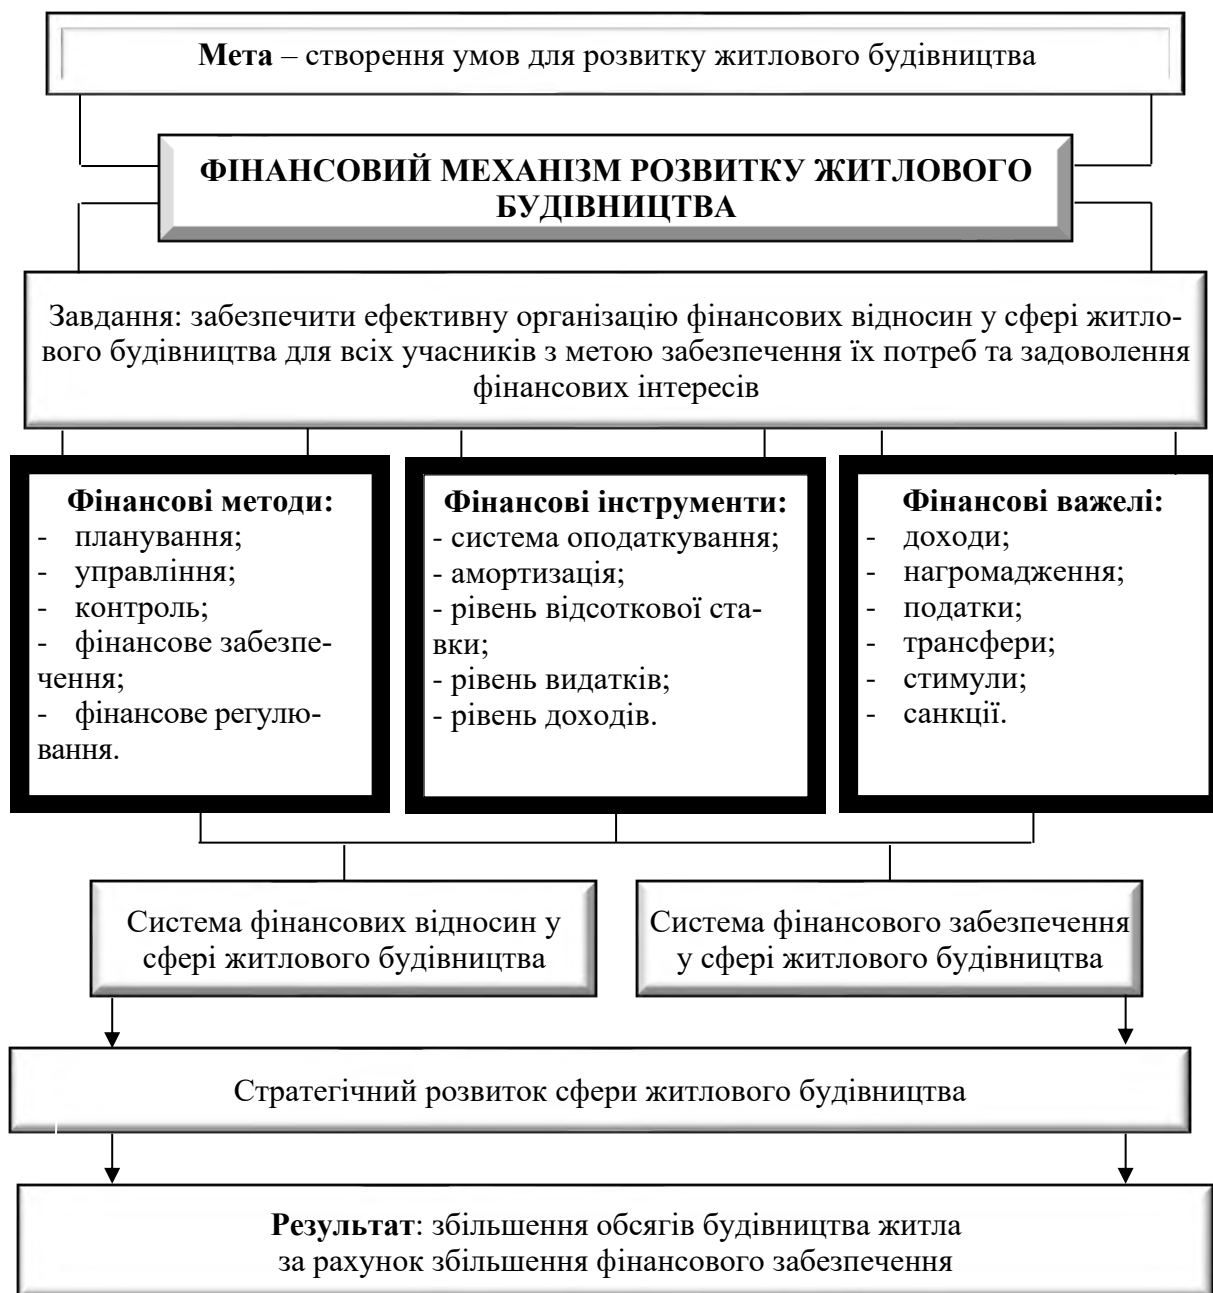 Мета – створення умов для розвитку житлового будівництва
ФІНАНСОВИЙ МЕХАНІЗМ РОЗВИТКУ ЖИТЛОВОГО
БУДІВНИЦТВА
Завдання: забезпечити ефективну організацію фінансових відносин у сфері житло-
вого будівництва для всіх учасників з метою забезпечення їх потреб та задоволення
фінансових інтересів
Фінансові методи:
- планування;
- управління;
- контроль;
- фінансове забезпе-
чення;
- фінансове регулю-
вання.
Фінансові інструменти:
- система оподаткування;
- амортизація;
- рівень відсоткової ста-
вки;
- рівень видатків;
- рівень доходів.
Фінансові важелі:
- доходи;
- нагромадження;
- податки;
- трансфери;
- стимули;
- санкції.
Система фінансових відносин у
сфері житлового будівництва
Система фінансового забезпечення
у сфері житлового будівництва
Стратегічний розвиток сфери житлового будівництва
Результат: збільшення обсягів будівництва житла
за рахунок збільшення фінансового забезпечення